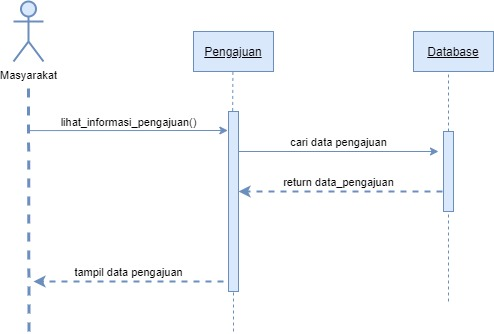 Pengajuan
Database
Masyarakat
lihat_informasi_pengajuan()
cari data pengajuan
return data_pengajuan
tampil data pengajuan